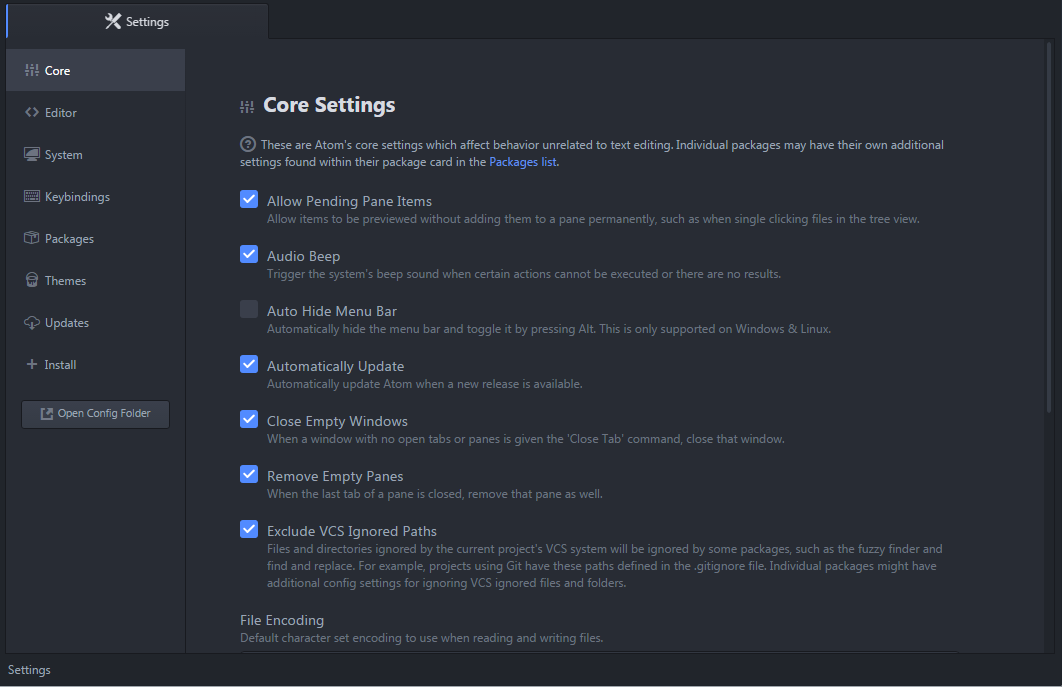 Settings
Core
Editor
System
Keybindings
Packages
Themes
Updates
Install
Open Config Folder
Core Settings
These are Atom's core settings which affect behavior unrelated to text editing. Individual packages may have their own additional
settings found within their package card in the Packages list.
Allow Pending Pane Items
Allow items to be previewed without adding them to a pane permanently, such as when single clicking files in the tree view.
Audio Beep
Trigger the system's beep sound when certain actions cannot be executed or there are no results.
Auto Hide Menu Bar
Automatically hide the menu bar and toggle it by pressing Alt. This is only supported on Windows & Linux.
Automatically Update
Automatically update Atom when a new release is available.
Close Empty Windows
When a window with no open tabs or panes is given the 'Close Tab' command, close that window.
Remove Empty Panes
When the last tab of a pane is closed, remove that pane as well.
Exclude VCS Ignored Paths
Files and directories ignored by the current project's VCS system will be ignored by some packages, such as the fuzzy finder and
find and replace. For example, projects using Git have these paths defined in the .gitignore file. Individual packages might have
additional config settings for ignoring VCS ignored files and folders.
File Encoding
Default character set encoding to use when reading and writing files.
Settings